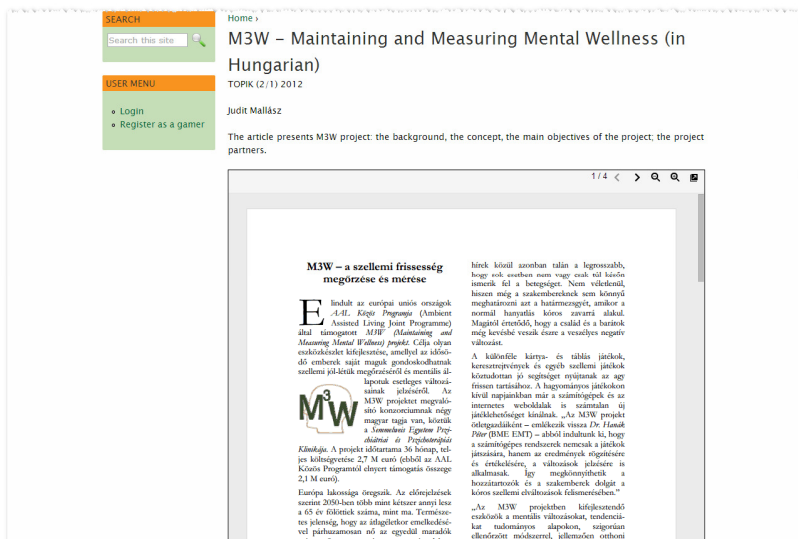 SEARCH
Search this site
USER MENU
Login
Register as a gamer
Home ›
M3W – Maintaining and Measuring Mental Wellness (in
Hungarian)
TOPIK (2/1) 2012
Judit Mallász
The article presents M3W project: the background, the concept, the main objectives of the project; the project
partners.
1 / 4
M3W – a szellemi frissesség
megőrzése és mérése
Elindult az európai uniós országok
AAL Közös Programja (Ambient
Assisted Living Joint Programme)
által támogatott M3W (Maintaining and
Measuring Mental Wellness) projekt. Célja olyan
eszközkészlet kifejlesztése, amellyel az idősö-
dő emberek saját maguk gondoskodhatnak
szellemi jól-létük megőrzéséről és mentális ál-
lapotuk esetleges változá-
sainak jelzéséről. Az
M3W projektet megvaló-
sító konzorciumnak négy
magyar tagja van, köztük
a Semmelweis Egyetem Pszi-
chiátriai és Pszichoterápiás
Klinikája. A projekt időtartama 36 hónap, tel-
jes költségvetése 2,7 M euró (ebből az AAL
Közös Programtól elnyert támogatás összege
2,1 M euró).
M3W
Európa lakossága öregszik. Az előrejelzések
szerint 2050-ben több mint kétszer annyi lesz
a 65 év fölöttiek száma, mint ma. Természe-
tes jelenség, hogy az átlagéletkor emelkedésé-
vel párhuzamosan nő az egyedül maradók
hírek közül azonban talán a legrosszabb,
hogy sok esetben nem vagy csak túl későn
ismerik fel a betegséget. Nem véletlenül,
hiszen még a szakembereknek sem könnyű
meghatározni azt a határmezsgyét, amikor a
normál hanyatlás kóros zavarrá alakul.
Magától értetődő, hogy a család és a barátok
még kevésbé veszik észre a veszélyes negatív
változást.
A különféle kártya- és táblás játékok,
keresztrejtvények és egyéb szellemi játékok
köztudottan jó segítséget nyújtanak az agy
frissen tartásához. A hagyományos játékokon
kívül napjainkban már a számítógépek és az
internetes weboldalak is számtalan új
játéklehetőséget kínálnak. „Az M3W projekt
ötletgazdáiként – emlékezik vissza Dr. Hanák
Péter (BME EMT) – abból indultunk ki, hogy
a számítógépes rendszerek nemcsak a játékok
játszására, hanem az eredmények rögzítésére
és értékelésére, a változások jelzésére is
alkalmasak. Így megkönnyíthetik a
hozzátartozók és a szakemberek dolgát a
kóros szellemi elváltozások felismerésében.”
„Az M3W projektben kifejlesztendő
eszközök a mentális változásokat, tendenciá-
kat tudományos alapokon, szigorúan
ellenőrzött módszerrel, jellemzően otthoni